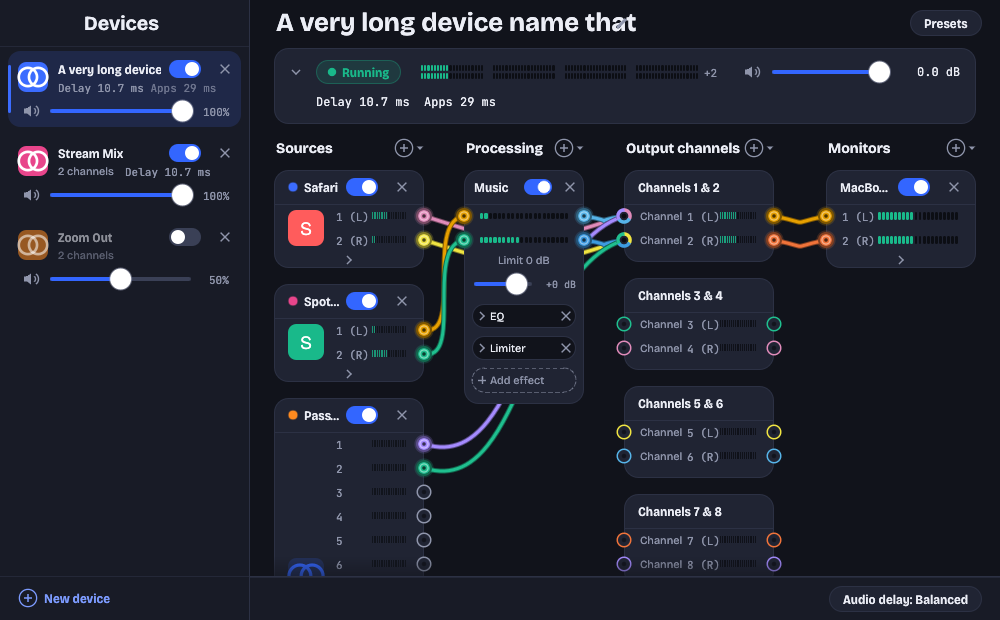 Devices
A very long device
Delay 10.7 ms Apps 29 ms
100%
Stream Mix
2 channels Delay 10.7 ms
100%
Zoom Out
2 channels
50%
New device
A very long device name that
Presets
Running
+2
0.0 dB
Delay 10.7 ms Apps 29 ms
Sources
Processing
Output channels
Monitors
Safari
S
1 (L)
2 (R)
Spot...
S
1 (L)
2 (R)
Pass...
1
2
3
4
5
6
Music
Limit 0 dB
+0 dB
EQ
Limiter
+ Add effect
Channels 1 & 2
Channel 1 (L)
Channel 2 (R)
Channels 3 & 4
Channel 3 (L)
Channel 4 (R)
Channels 5 & 6
Channel 5 (L)
Channel 6 (R)
Channels 7 & 8
Channel 7 (L)
Channel 8 (R)
MacBo...
1 (L)
2 (R)
Audio delay: Balanced